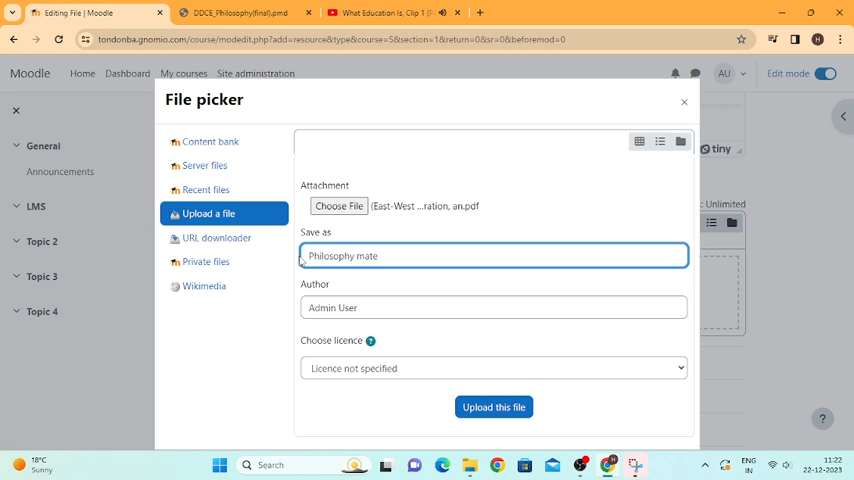 Editing File | Moodle
DDCE_Philosophy(final).pmd
What Education Is, Clip 1 (F
tondonba.gnomio.com/course/modedit.php?add=resource&type&course=5&section=1&return=0&sr=0&beforemod=0
H
Moodle
Home
Dashboard
My courses
Site administration
AU
Edit mode
File picker
General
Announcements
LMS
Topic 2
Topic 3
Topic 4
Content bank
Server files
Recent files
Upload a file
URL downloader
Private files
Wikimedia
Attachment
Choose File (East-West ...ration, an.pdf
Save as
Philosophy mate
Author
Admin User
Choose licence ?
Licence not specified
Upload this file
tiny
: Unlimited
?
18°C
Sunny
Search
H
ENG
IN
11:22
22-12-2023